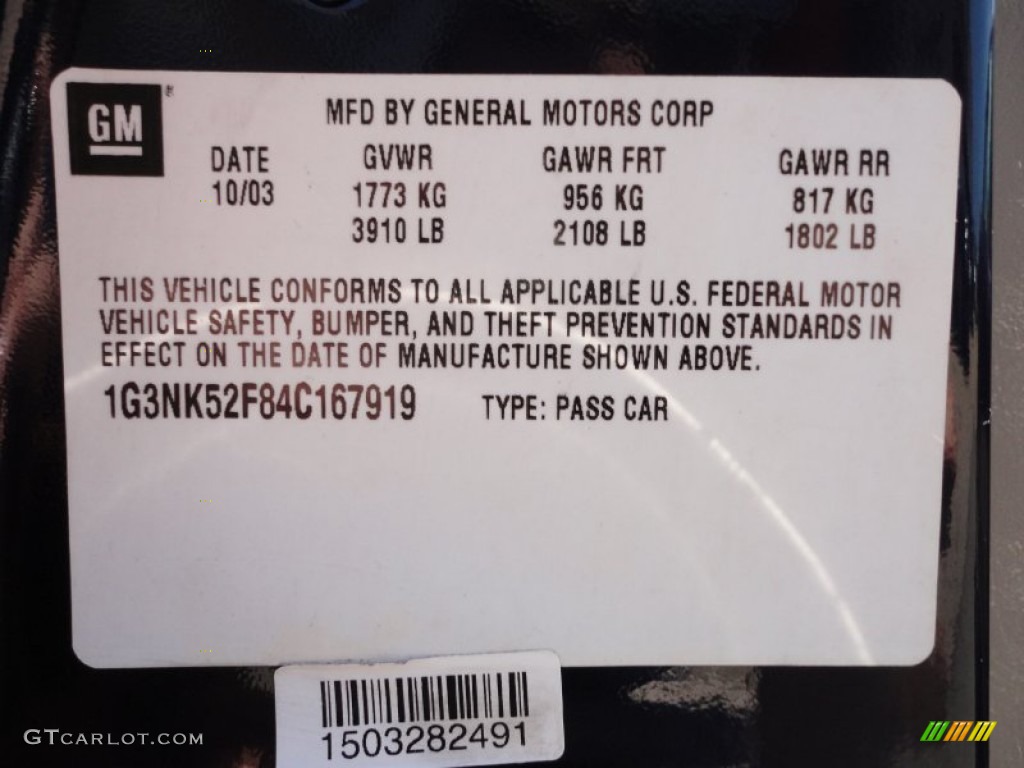 GM ®
MFD BY GENERAL MOTORS CORP
DATE GVWR GAWR FRT GAWR RR
10/03 1773 KG 956 KG 817 KG
3910 LB 2108 LB 1802 LB
THIS VEHICLE CONFORMS TO ALL APPLICABLE U.S. FEDERAL MOTOR
VEHICLE SAFETY, BUMPER, AND THEFT PREVENTION STANDARDS IN
EFFECT ON THE DATE OF MANUFACTURE SHOWN ABOVE.
1G3NK52F84C167919 TYPE: PASS CAR
1503282491
GTCARLOT.COM